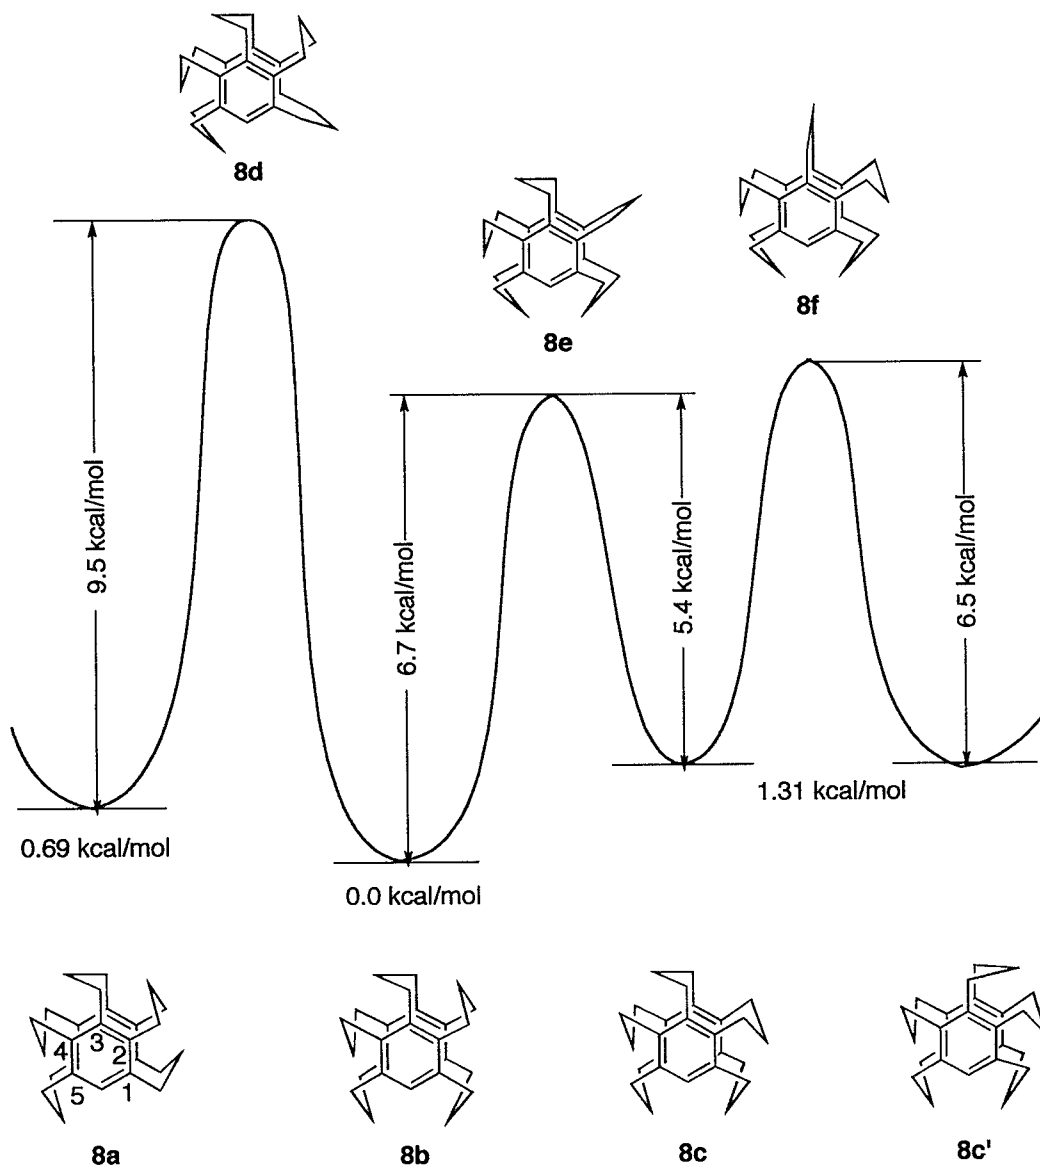 8d
8e
8f
9.5 kcal/mol
6.7 kcal/mol
5.4 kcal/mol
6.5 kcal/mol
0.69 kcal/mol
0.0 kcal/mol
1.31 kcal/mol
4
3
2
5
1
8a
8b
8c
8c'